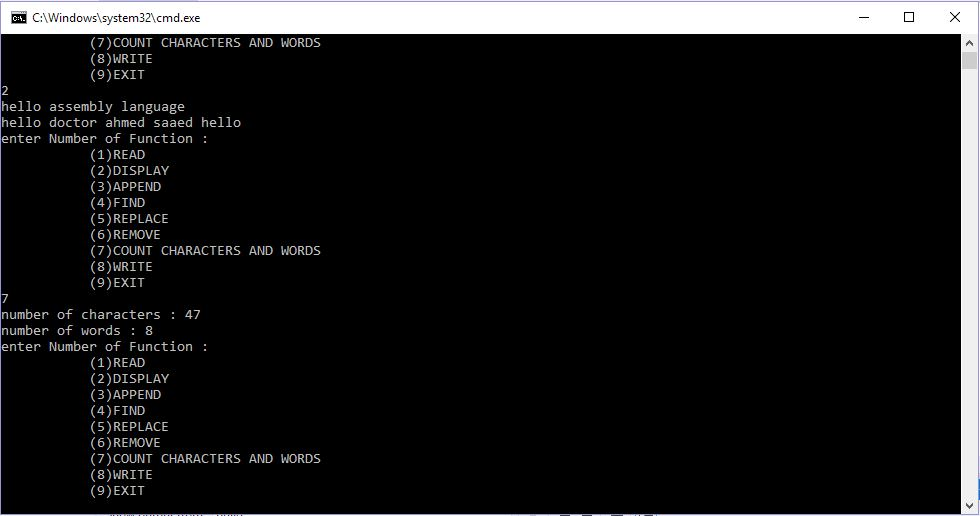 C:\Windows\system32\cmd.exe
(7)COUNT CHARACTERS AND WORDS
(8)WRITE
(9)EXIT
2
hello assembly language
hello doctor ahmed saaed hello
enter Number of Function :
(1)READ
(2)DISPLAY
(3)APPEND
(4)FIND
(5)REPLACE
(6)REMOVE
(7)COUNT CHARACTERS AND WORDS
(8)WRITE
(9)EXIT
7
number of characters : 47
number of words : 8
enter Number of Function :
(1)READ
(2)DISPLAY
(3)APPEND
(4)FIND
(5)REPLACE
(6)REMOVE
(7)COUNT CHARACTERS AND WORDS
(8)WRITE
(9)EXIT